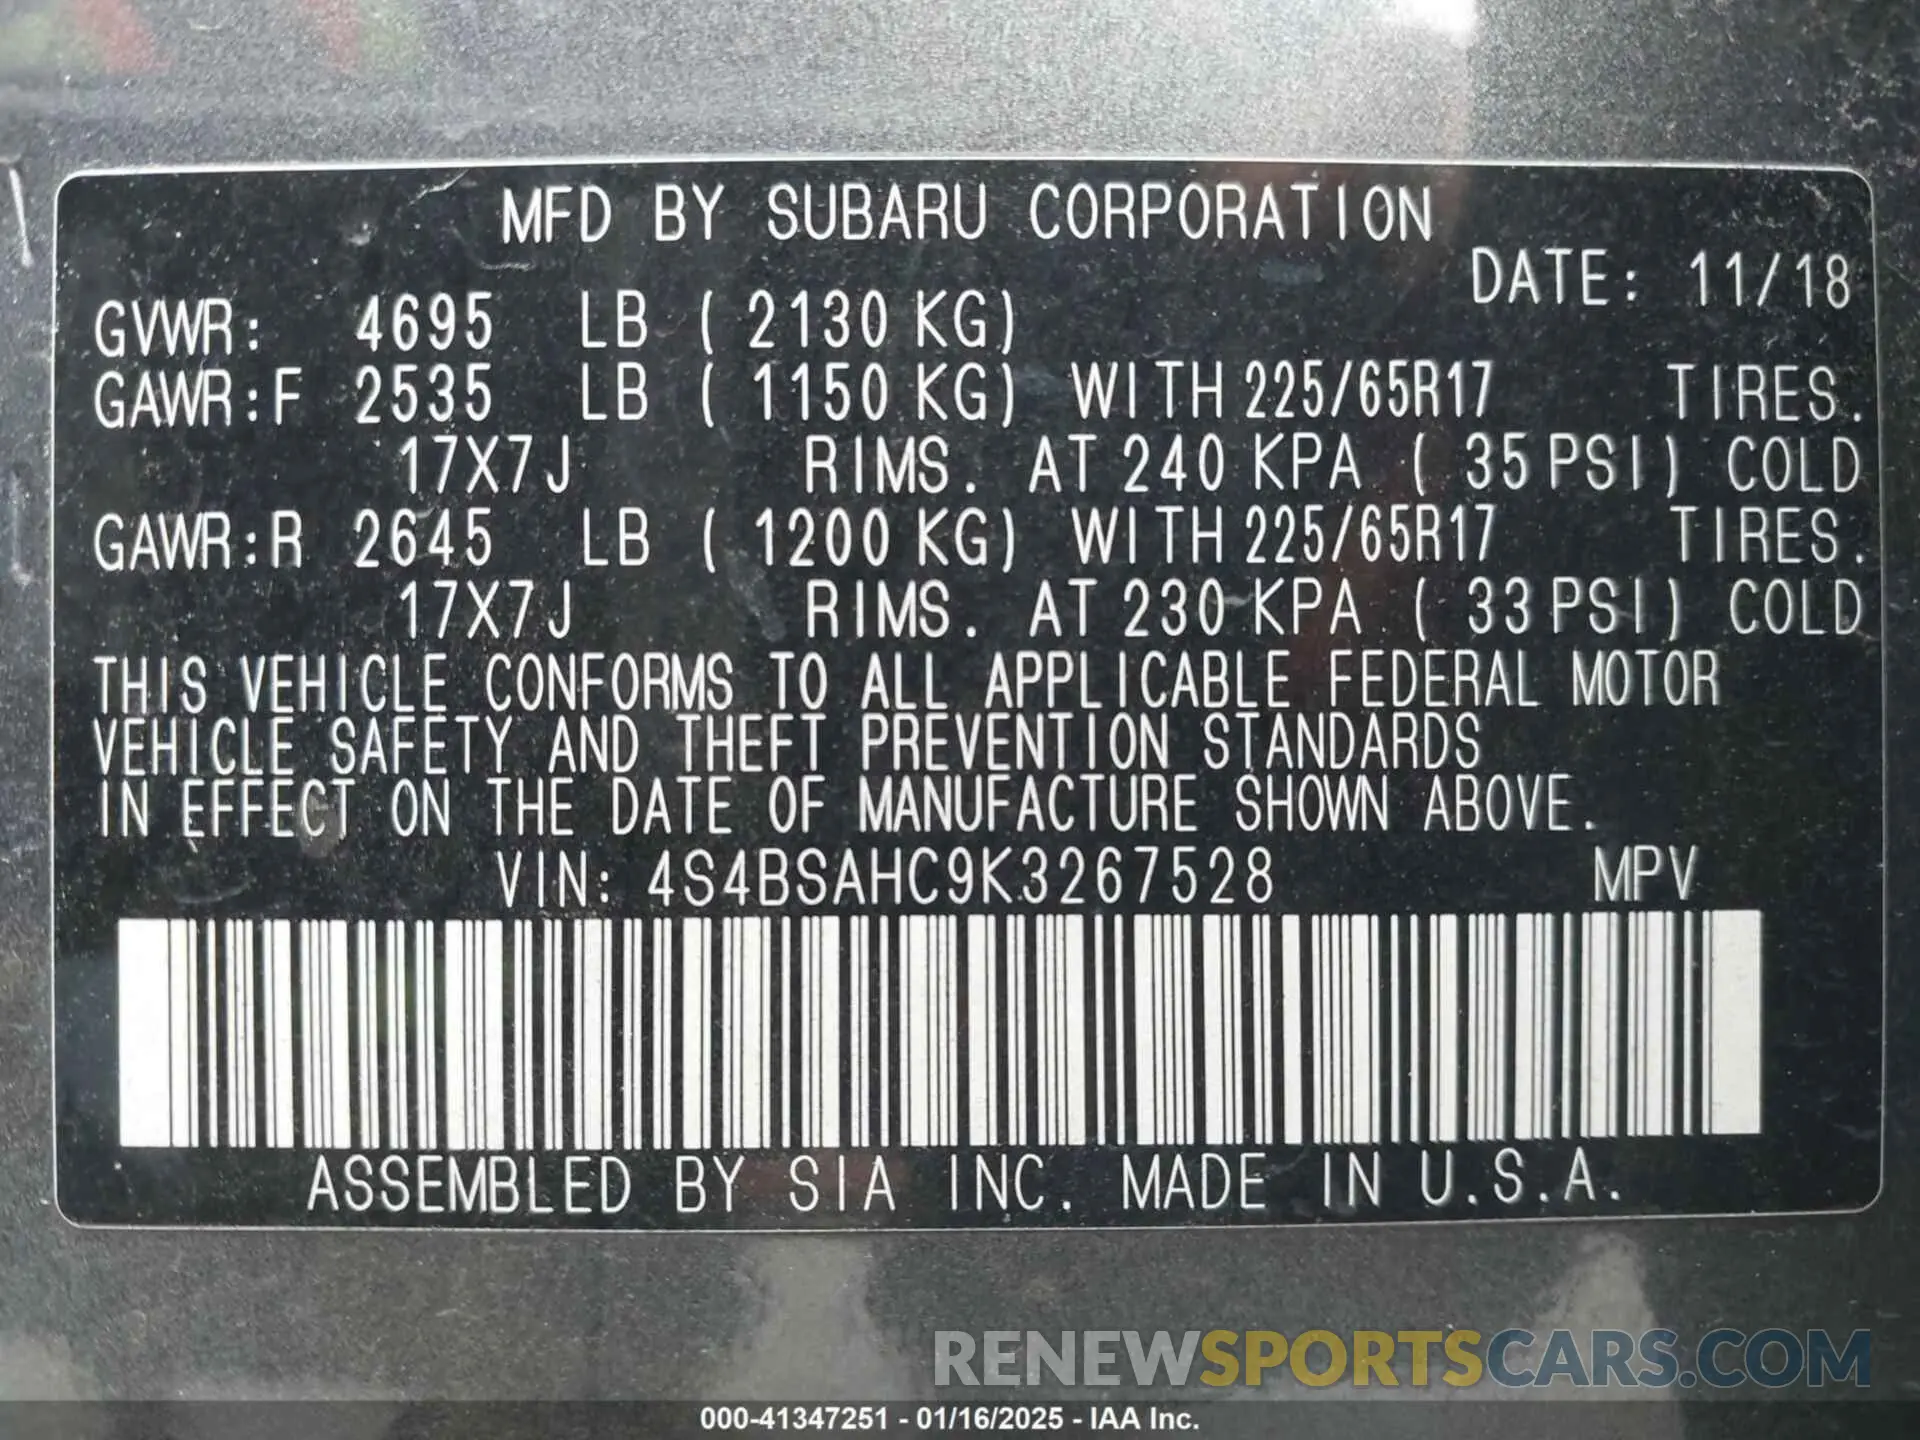 MFD BY SUBARU CORPORATION
DATE: 11/18
GVWR: 4695 LB ( 2130 KG)
GAWR:F 2535 LB ( 1150 KG) WITH 225/65R17 TIRES.
17X7J RIMS. AT 240 KPA ( 35 PSI) COLD
GAWR:R 2645 LB ( 1200 KG) WITH 225/65R17 TIRES.
17X7J RIMS. AT 230 KPA ( 33 PSI) COLD
THIS VEHICLE CONFORMS TO ALL APPLICABLE FEDERAL MOTOR
VEHICLE SAFETY AND THEFT PREVENTION STANDARDS
IN EFFECT ON THE DATE OF MANUFACTURE SHOWN ABOVE.
VIN: 4S4BSAHC9K3267528 MPV
ASSEMBLED BY SIA INC. MADE IN U.S.A.
RENEWSPORTSCARS.COM
000-41347251 - 01/16/2025 - IAA Inc.